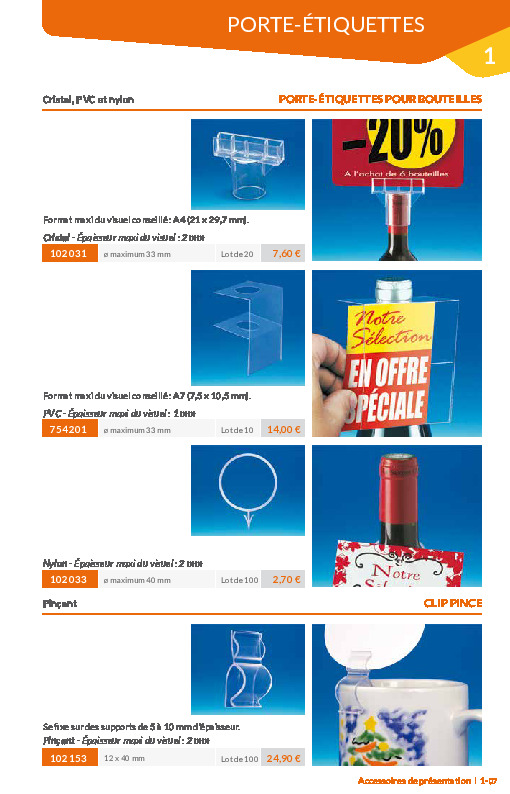 PORTE-ÉTIQUETTES
1
Cristal, PVC et nylon
PORTE-ÉTIQUETTES POUR BOUTEILLES
-20%
A l'achat de 6 bouteilles
Format maxi du visuel conseillé : A4 (21 x 29,7 mm).
Cristal - Épaisseur maxi du visuel : 2 mm
102031 ø maximum 33 mm Lot de 20 7,60 €
Notre
Sélection
EN OFFRE
SPÉCIALE
Format maxi du visuel conseillé : A7 (7,5 x 10,5 mm).
PVC - Épaisseur maxi du visuel : 1 mm
754201 ø maximum 33 mm Lot de 10 14,00 €
Notre
Nylon - Épaisseur maxi du visuel : 2 mm
102033 ø maximum 40 mm Lot de 100 2,70 €
Pinçant
CLIP PINCE
Se fixe sur des supports de 5 à 10 mm d'épaisseur.
Pinçant - Épaisseur maxi du visuel : 2 mm
102153 12 x 40 mm Lot de 100 24,90 €
Accessoires de présentation | 1-07